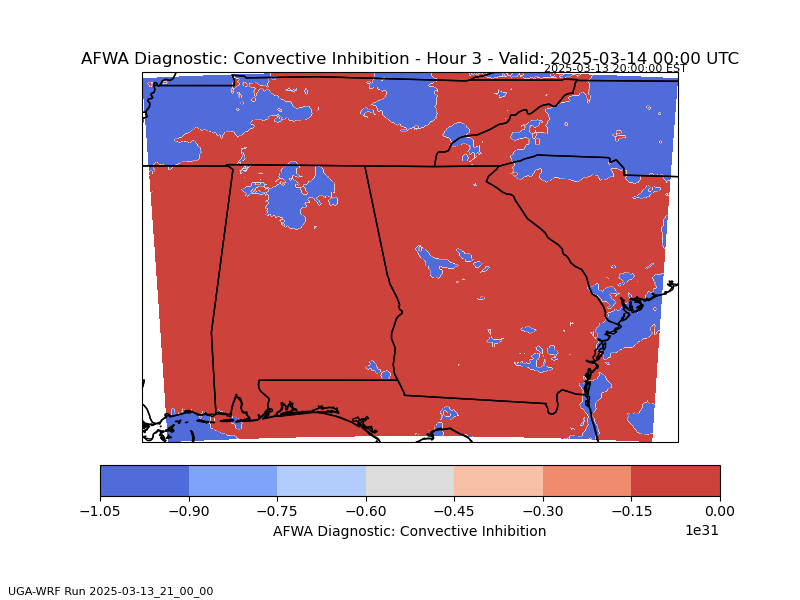 AFWA Diagnostic: Convective Inhibition - Hour 3 - Valid: 2025-03-14 00:00 UTC
2025-03-13 20:00:00 EST
−1.05 −0.90 −0.75 −0.60 −0.45 −0.30 −0.15 0.00
1e31
AFWA Diagnostic: Convective Inhibition
UGA-WRF Run 2025-03-13_21_00_00